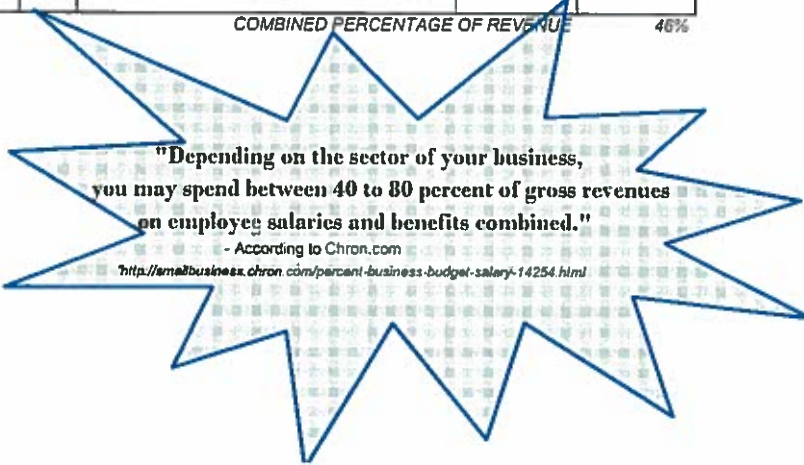 COMBINED PERCENTAGE OF REVENUE 46%
"Depending on the sector of your business,
you may spend between 40 to 80 percent of gross revenues
on employee salaries and benefits combined."
- According to Chron.com
"http://smallbusiness.chron.com/percent-business-budget-salary-14254.html